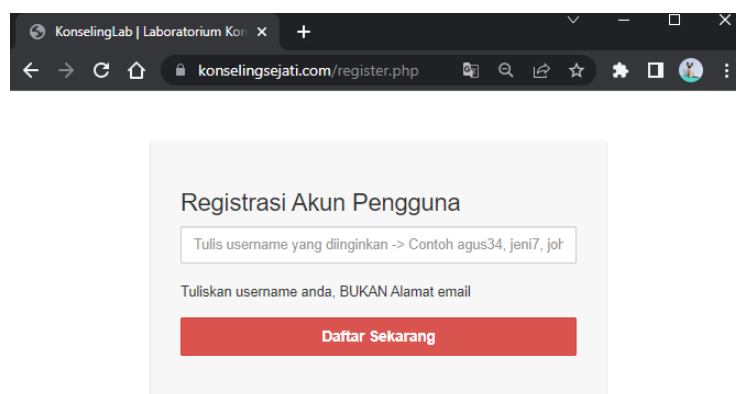 KonselingLab | Laboratorium Kon
konselingsejati.com/register.php
Registrasi Akun Pengguna
Tulis username yang diinginkan -> Contoh agus34, jeni7, joh
Tuliskan username anda, BUKAN Alamat email
Daftar Sekarang